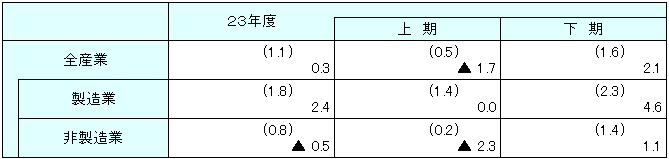 23年度
上 期 下 期
全産業 (1.1) 0.3 (0.5) ▲ 1.7 (1.6) 2.1
製造業 (1.8) 2.4 (1.4) 0.0 (2.3) 4.6
非製造業 (0.8) ▲ 0.5 (0.2) ▲ 2.3 (1.4) 1.1